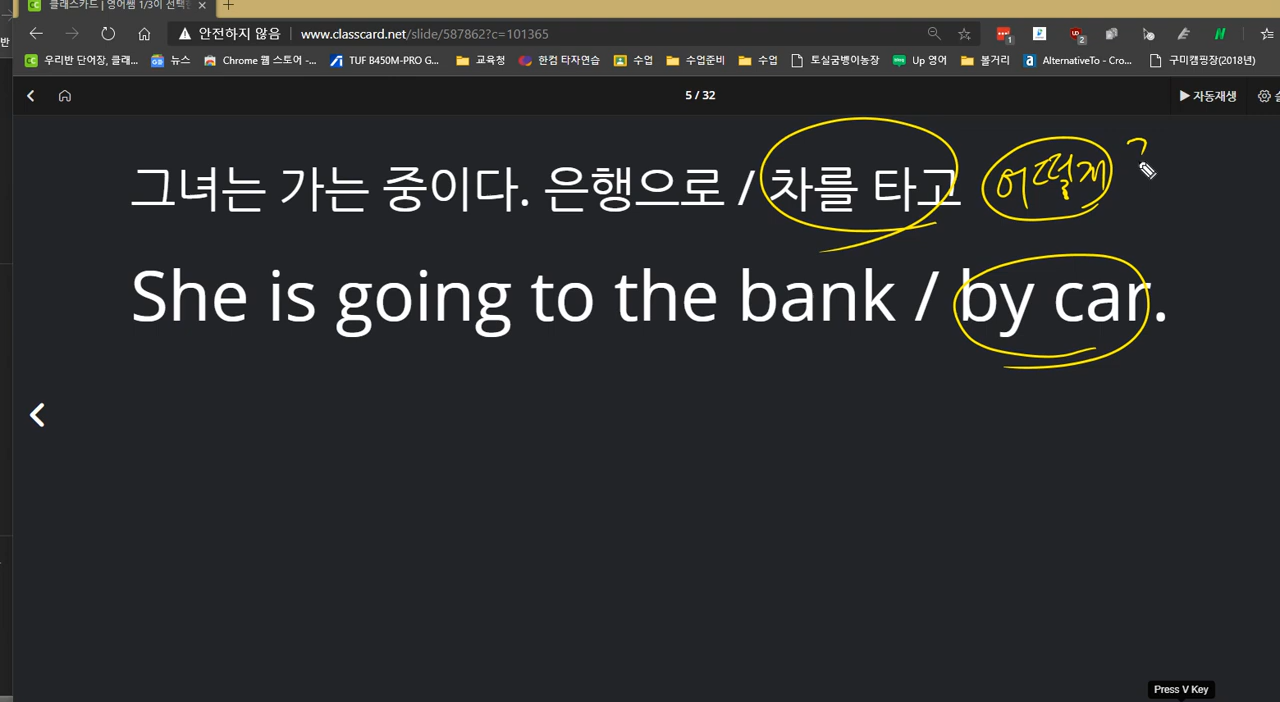 클래스카드 | 영어쌤 1/3이 선택
안전하지 않음 www.classcard.net/slide/587862?c=101365
우리반 단어장, 클래... 뉴스 Chrome 웹 스토어 -... TUF B450M-PRO G... 교육청 한컴 타자연습 수업 수업준비 수업 토실굼벵이농장 Up 영어 볼거리 AlternativeTo - Cro... 구미캠핑장(2018년)
5 / 32 자동재생
그녀는 가는 중이다. 은행으로 / 차를 타고 어떻게 ?
She is going to the bank / by car.
Press V Key